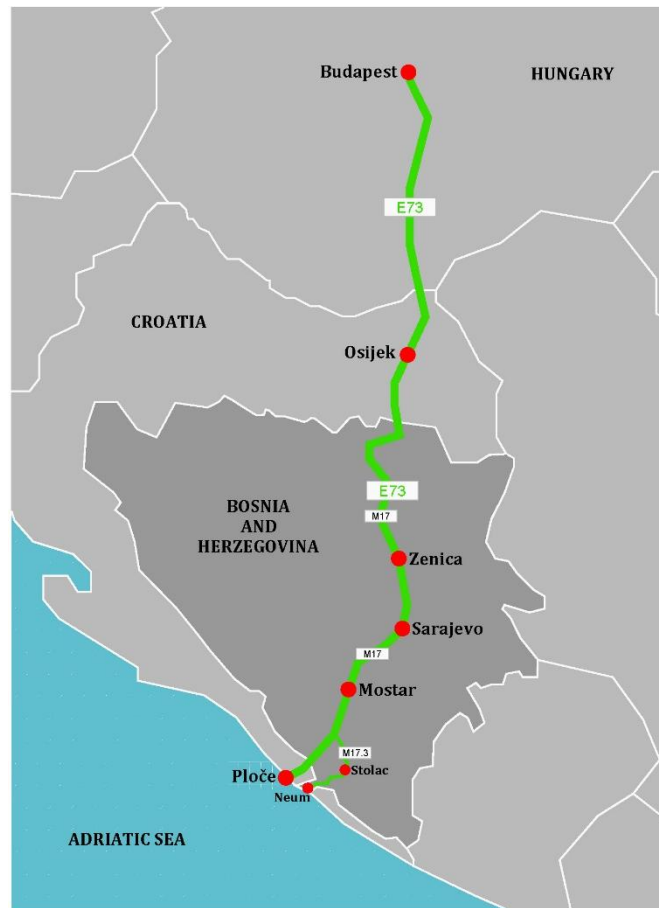 Budapest
HUNGARY
E73
CROATIA
Osijek
E73
M17
BOSNIA
AND
HERZEGOVINA
Zenica
Sarajevo
M17
Mostar
M17.3
Stolac
Ploče
Neum
ADRIATIC SEA